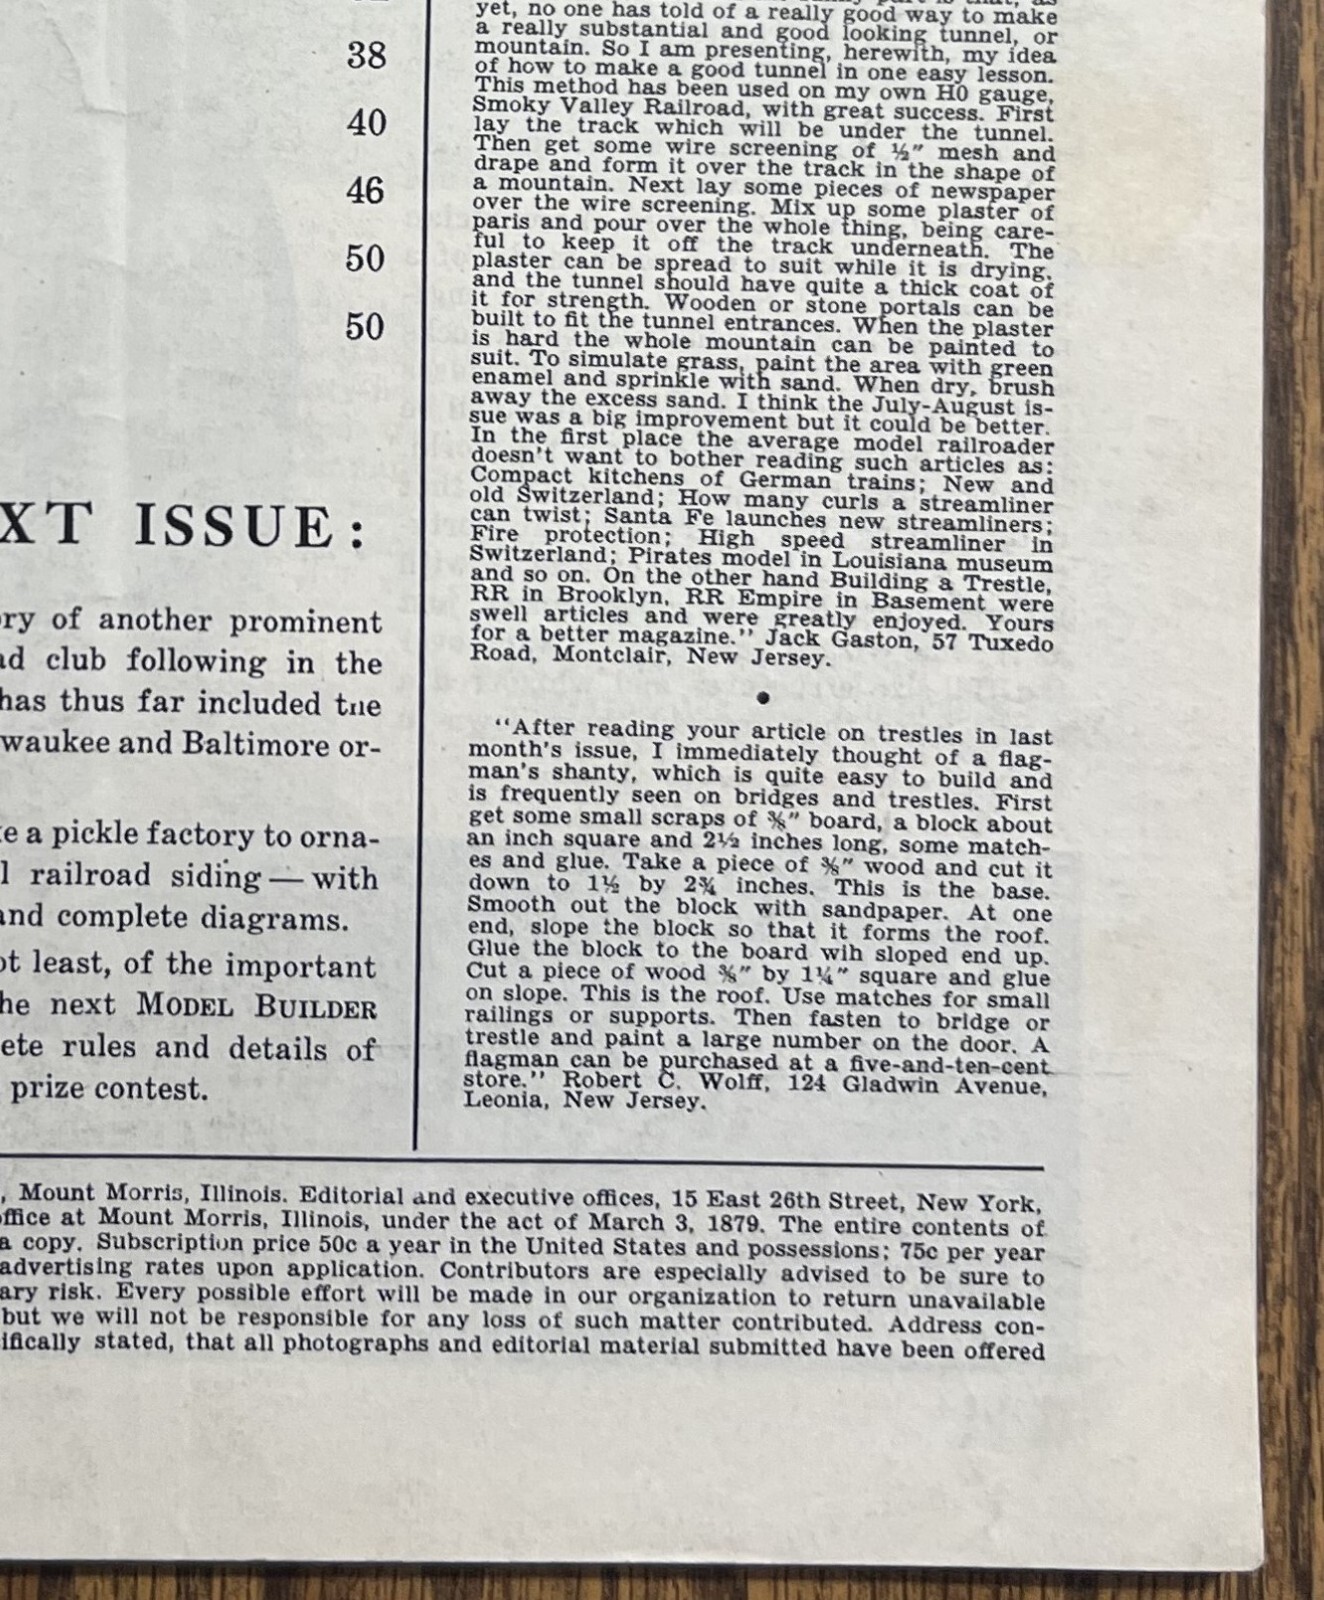 38
40
46
50
50
XT ISSUE:
ry of another prominent
d club following in the
has thus far included the
waukee and Baltimore or-
e a pickle factory to orna-
l railroad siding — with
and complete diagrams.
ot least, of the important
he next MODEL BUILDER
ete rules and details of
prize contest.
yet, no one has told of a really good way to make
a really substantial and good looking tunnel, or
mountain. So I am presenting, herewith, my idea
of how to make a good tunnel in one easy lesson.
This method has been used on my own H0 gauge,
Smoky Valley Railroad, with great success. First
lay the track which will be under the tunnel.
Then get some wire screening of ½" mesh and
drape and form it over the track in the shape of
a mountain. Next lay some pieces of newspaper
over the wire screening. Mix up some plaster of
paris and pour over the whole thing, being care-
ful to keep it off the track underneath. The
plaster can be spread to suit while it is drying,
and the tunnel should have quite a thick coat of
it for strength. Wooden or stone portals can be
built to fit the tunnel entrances. When the plaster
is hard the whole mountain can be painted to
suit. To simulate grass, paint the area with green
enamel and sprinkle with sand. When dry, brush
away the excess sand. I think the July-August is-
sue was a big improvement but it could be better.
In the first place the average model railroader
doesn't want to bother reading such articles as:
Compact kitchens of German trains; New and
old Switzerland; How many curls a streamliner
can twist; Santa Fe launches new streamliners;
Fire protection; High speed streamliner in
Switzerland; Pirates model in Louisiana museum
and so on. On the other hand Building a Trestle,
RR in Brooklyn, RR Empire in Basement were
swell articles and were greatly enjoyed. Yours
for a better magazine." Jack Gaston, 57 Tuxedo
Road, Montclair, New Jersey.
•
"After reading your article on trestles in last
month's issue, I immediately thought of a flag-
man's shanty, which is quite easy to build and
is frequently seen on bridges and trestles. First
get some small scraps of ⅜" board, a block about
an inch square and 2½ inches long, some match-
es and glue. Take a piece of ⅜" wood and cut it
down to 1½ by 2¾ inches. This is the base.
Smooth out the block with sandpaper. At one
end, slope the block so that it forms the roof.
Glue the block to the board wih sloped end up.
Cut a piece of wood ⅜" by 1¼" square and glue
on slope. This is the roof. Use matches for small
railings or supports. Then fasten to bridge or
trestle and paint a large number on the door. A
flagman can be purchased at a five-and-ten-cent
store." Robert C. Wolff, 124 Gladwin Avenue,
Leonia, New Jersey.
, Mount Morris, Illinois. Editorial and executive offices, 15 East 26th Street, New York,
office at Mount Morris, Illinois, under the act of March 3, 1879. The entire contents of
a copy. Subscription price 50c a year in the United States and possessions; 75c per year
advertising rates upon application. Contributors are especially advised to be sure to
ary risk. Every possible effort will be made in our organization to return unavailable
but we will not be responsible for any loss of such matter contributed. Address con-
ifically stated, that all photographs and editorial material submitted have been offered